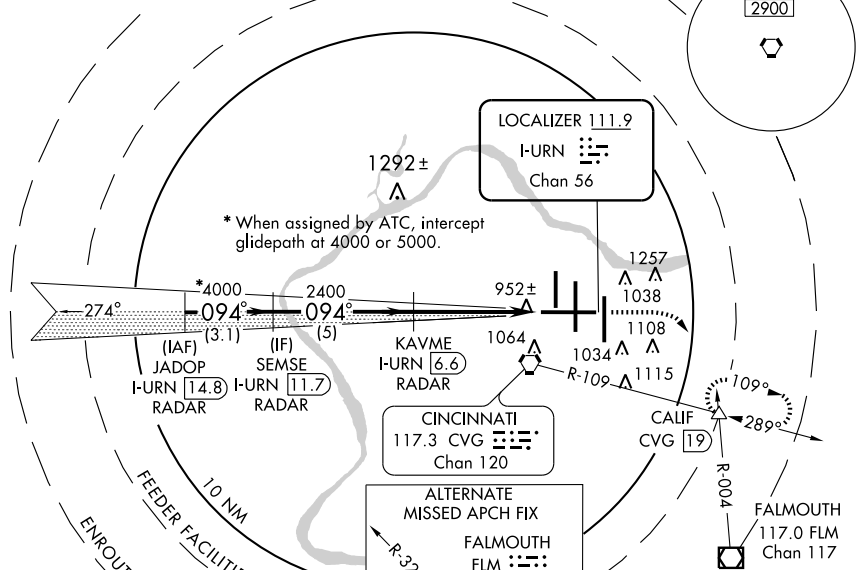 2900
LOCALIZER 111.9
I-URN
Chan 56
1292 ±
* When assigned by ATC, intercept
glidepath at 4000 or 5000.
1257
*4000
2400
952±
1038
274°
094°
094°
(3.1)
(5)
1108
1064
1034
(IAF)
JADOP
I-URN 14.8
RADAR
(IF)
SEMSE
I-URN 11.7
RADAR
KAVME
I-URN 6.6
RADAR
R-109
1115
109°
289°
CALIF
CVG 19
CINCINNATI
117.3 CVG
Chan 120
R-004
10 NM
FEEDER FACILITI
ENROUT
ALTERNATE
MISSED APCH FIX
R-32
FALMOUTH
FLM
FALMOUTH
117.0 FLM
Chan 117